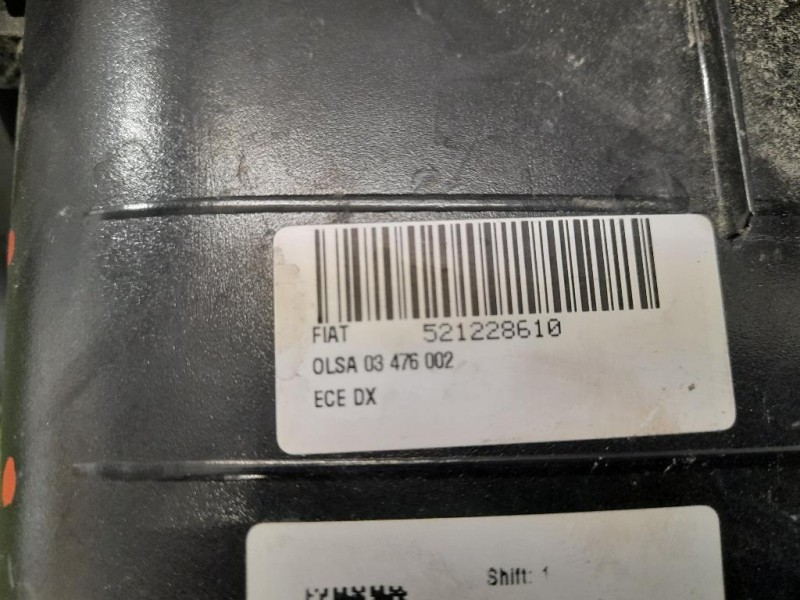 FIAT 521228610
OLSA 03 476 002
ECE DX
Shift: 1